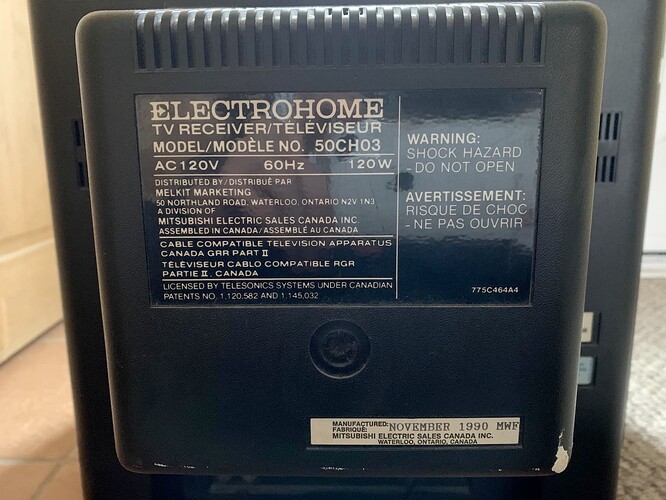 ELECTROHOME
TV RECEIVER/TÉLÉVISEUR
MODEL/MODÈLE NO. 50CH03
AC 120V 60Hz 120W
DISTRIBUTED BY/DISTRIBUÉ PAR
MELKIT MARKETING
50 NORTHLAND ROAD, WATERLOO, ONTARIO N2V 1N3
A DIVISION OF
MITSUBISHI ELECTRIC SALES CANADA INC.
ASSEMBLED IN CANADA/ASSEMBLÉ AU CANADA
CABLE COMPATIBLE TELEVISION APPARATUS
CANADA GRR PART II
TÉLÉVISEUR CABLO COMPATIBLE RGR
PARTIE II, CANADA
LICENSED BY TELESONICS SYSTEMS UNDER CANADIAN
PATENTS NO. 1,120.582 AND 1,145,032
WARNING:
SHOCK HAZARD
- DO NOT OPEN
AVERTISSEMENT:
RISQUE DE CHOC
- NE PAS OUVRIR
775C464A4
MANUFACTURED: NOVEMBER 1990 MWF
FABRIQUÉ:
MITSUBISHI ELECTRIC SALES CANADA INC.
WATERLOO, ONTARIO, CANADA